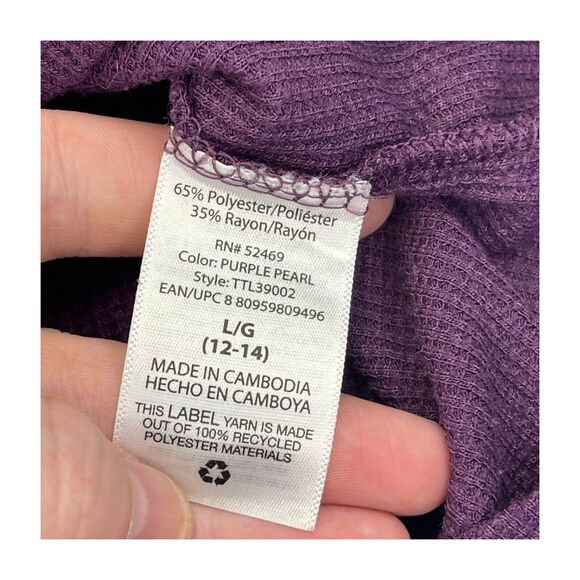 65% Polyester/Poliéster
35% Rayon/Rayón
RN# 52469
Color: PURPLE PEARL
Style: TTL39002
EAN/UPC 8 80959809496
L/G
(12-14)
MADE IN CAMBODIA
HECHO EN CAMBOYA
THIS LABEL YARN IS MADE
OUT OF 100% RECYCLED
POLYESTER MATERIALS